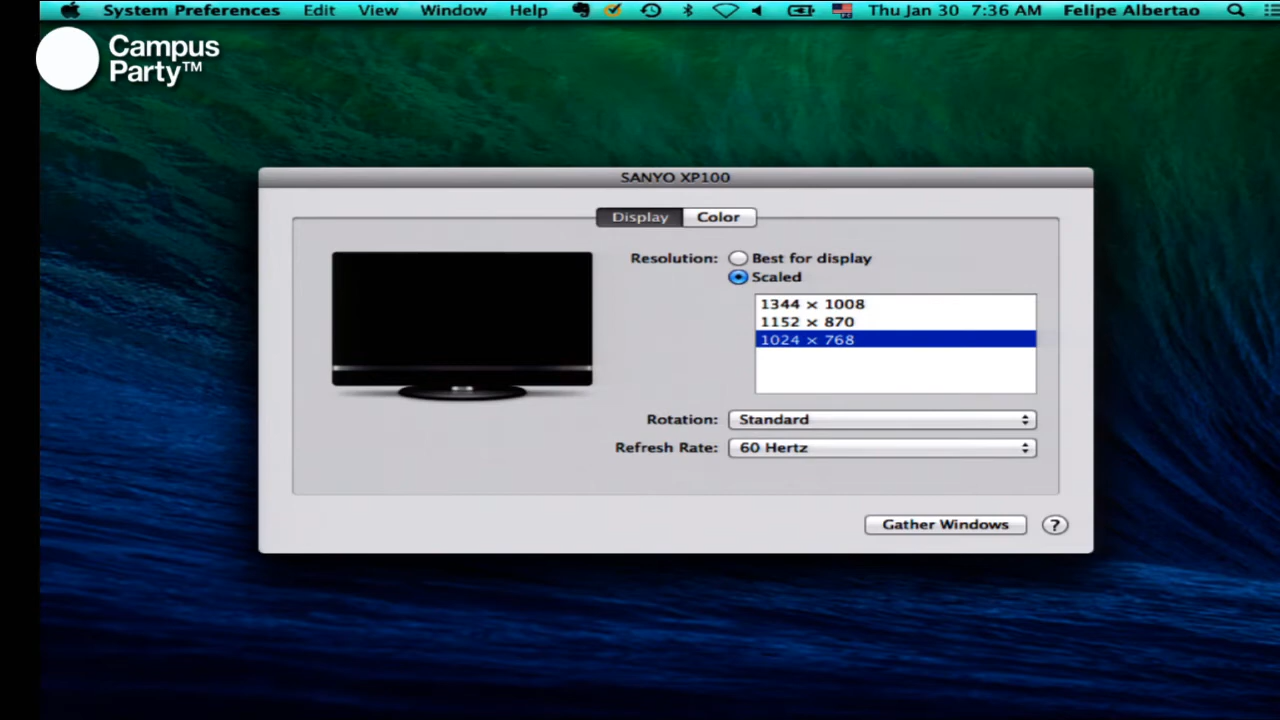 System Preferences Edit View Window Help Thu Jan 30 7:36 AM Felipe Albertao
Campus
Party™
SANYO XP100
Display Color
Resolution: Best for display
Scaled
1344 × 1008
1152 × 870
1024 × 768
Rotation: Standard
Refresh Rate: 60 Hertz
Gather Windows ?